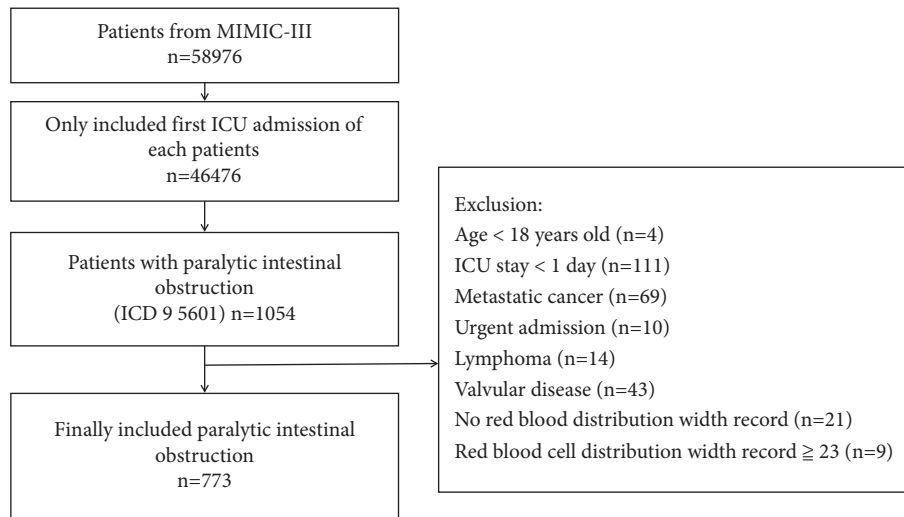 Patients from MIMIC-III
n=58976
Only included first ICU admission of
each patients
n=46476
Patients with paralytic intestinal
obstruction
(ICD 9 5601) n=1054
Exclusion:
Age < 18 years old (n=4)
ICU stay < 1 day (n=111)
Metastatic cancer (n=69)
Urgent admission (n=10)
Lymphoma (n=14)
Valvular disease (n=43)
No red blood distribution width record (n=21)
Red blood cell distribution width record ≧ 23 (n=9)
Finally included paralytic intestinal
obstruction
n=773